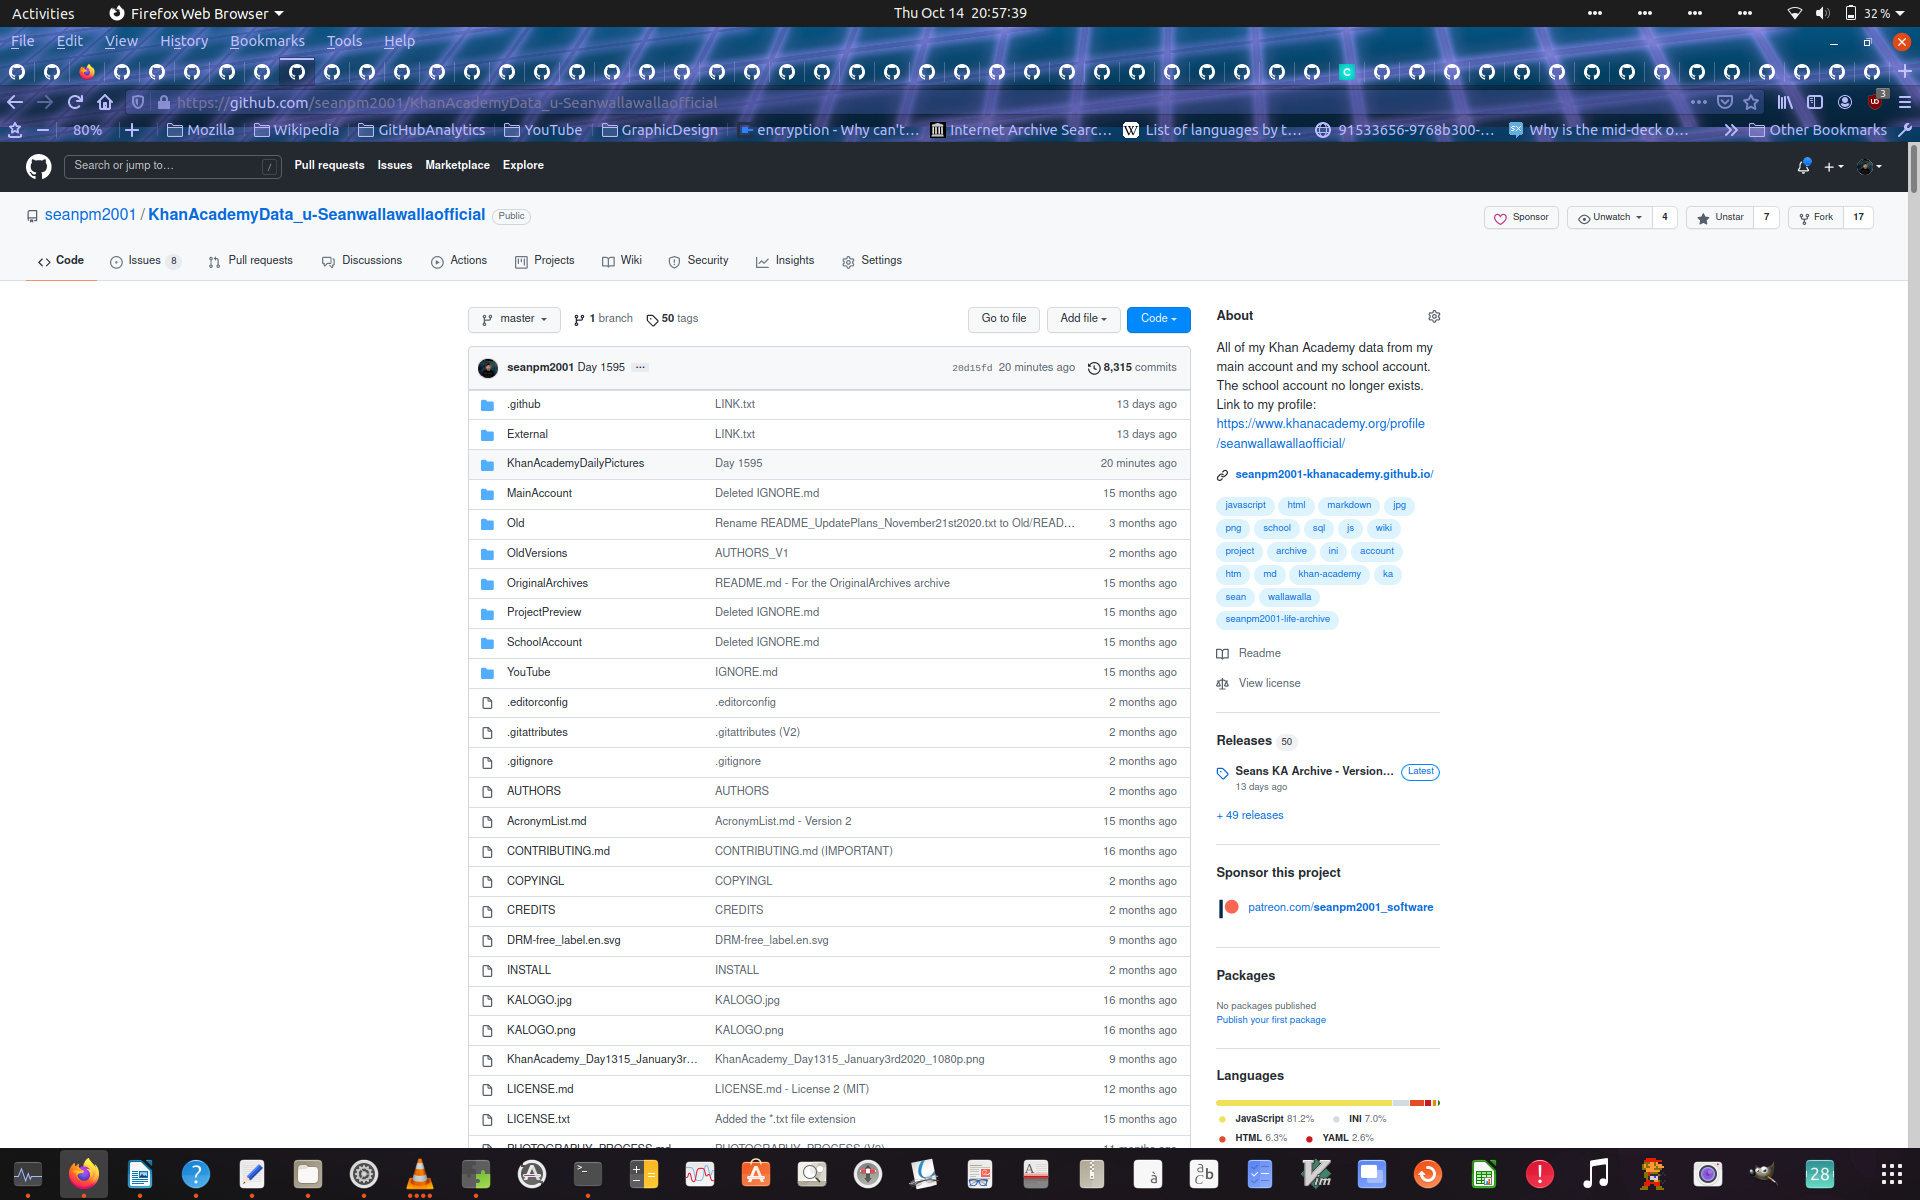 Activities Firefox Web Browser Thu Oct 14 20:57:39 32 %
File Edit View History Bookmarks Tools Help
https://github.com/seanpm2001/KhanAcademyData_u-Seanwallawallaofficial 3
80% Mozilla Wikipedia GitHubAnalytics YouTube GraphicDesign encryption - Why can't... Internet Archive Searc... List of languages by t... 91533656-9768b300-... Why is the mid-deck o... Other Bookmarks
Search or jump to... / Pull requests Issues Marketplace Explore
seanpm2001 / KhanAcademyData_u-Seanwallawallaofficial Public Sponsor Unwatch 4 Unstar 7 Fork 17
Code Issues 8 Pull requests Discussions Actions Projects Wiki Security Insights Settings
master 1 branch 50 tags Go to file Add file Code
seanpm2001 Day 1595 ... 20d15fd 20 minutes ago 8,315 commits
.github LINK.txt 13 days ago
External LINK.txt 13 days ago
KhanAcademyDailyPictures Day 1595 20 minutes ago
MainAccount Deleted IGNORE.md 15 months ago
Old Rename README_UpdatePlans_November21st2020.txt to Old/READ... 3 months ago
OldVersions AUTHORS_V1 2 months ago
OriginalArchives README.md - For the OriginalArchives archive 15 months ago
ProjectPreview Deleted IGNORE.md 15 months ago
SchoolAccount Deleted IGNORE.md 15 months ago
YouTube IGNORE.md 15 months ago
.editorconfig .editorconfig 2 months ago
.gitattributes .gitattributes (V2) 2 months ago
.gitignore .gitignore 2 months ago
AUTHORS AUTHORS 2 months ago
AcronymList.md AcronymList.md - Version 2 15 months ago
CONTRIBUTING.md CONTRIBUTING.md (IMPORTANT) 16 months ago
COPYINGL COPYINGL 2 months ago
CREDITS CREDITS 2 months ago
DRM-free_label.en.svg DRM-free_label.en.svg 9 months ago
INSTALL INSTALL 2 months ago
KALOGO.jpg KALOGO.jpg 16 months ago
KALOGO.png KALOGO.png 16 months ago
KhanAcademy_Day1315_January3r... KhanAcademy_Day1315_January3rd2020_1080p.png 9 months ago
LICENSE.md LICENSE.md - License 2 (MIT) 12 months ago
LICENSE.txt Added the *.txt file extension 15 months ago
About
All of my Khan Academy data from my
main account and my school account.
The school account no longer exists.
Link to my profile:
https://www.khanacademy.org/profile
/seanwallawallaofficial/
seanpm2001-khanacademy.github.io/
javascript html markdown jpg
png school sql js wiki
project archive ini account
htm md khan-academy ka
sean wallawalla
seanpm2001-life-archive
Readme
View license
Releases 50
Seans KA Archive - Version... Latest
13 days ago
+ 49 releases
Sponsor this project
patreon.com/seanpm2001_software
Packages
No packages published
Publish your first package
Languages
JavaScript 81.2% INI 7.0%
HTML 6.3% YAML 2.6%
28